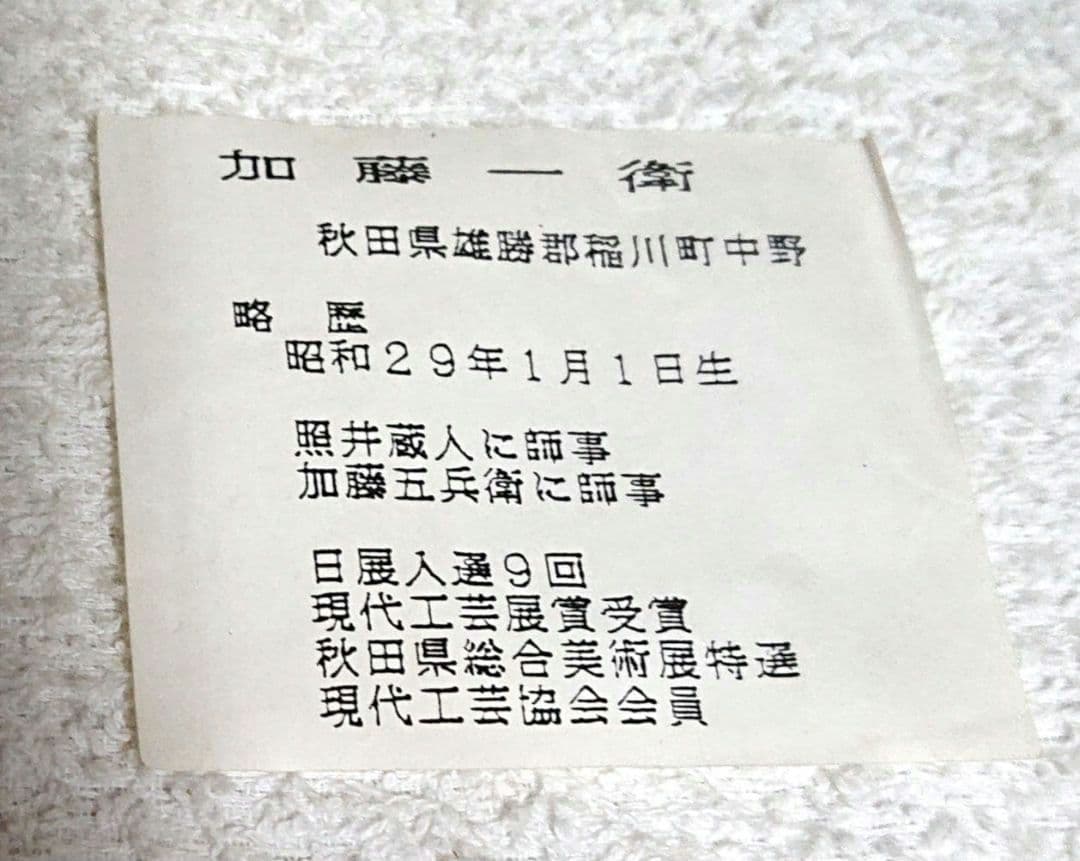 加藤一衛
秋田県雄勝郡稲川町中野
略歴
昭和29年1月1日生
照井蔵人に師事
加藤五兵衛に師事
日展入選9回
現代工芸展賞受賞
秋田県総合美術展特選
現代工芸協会会員